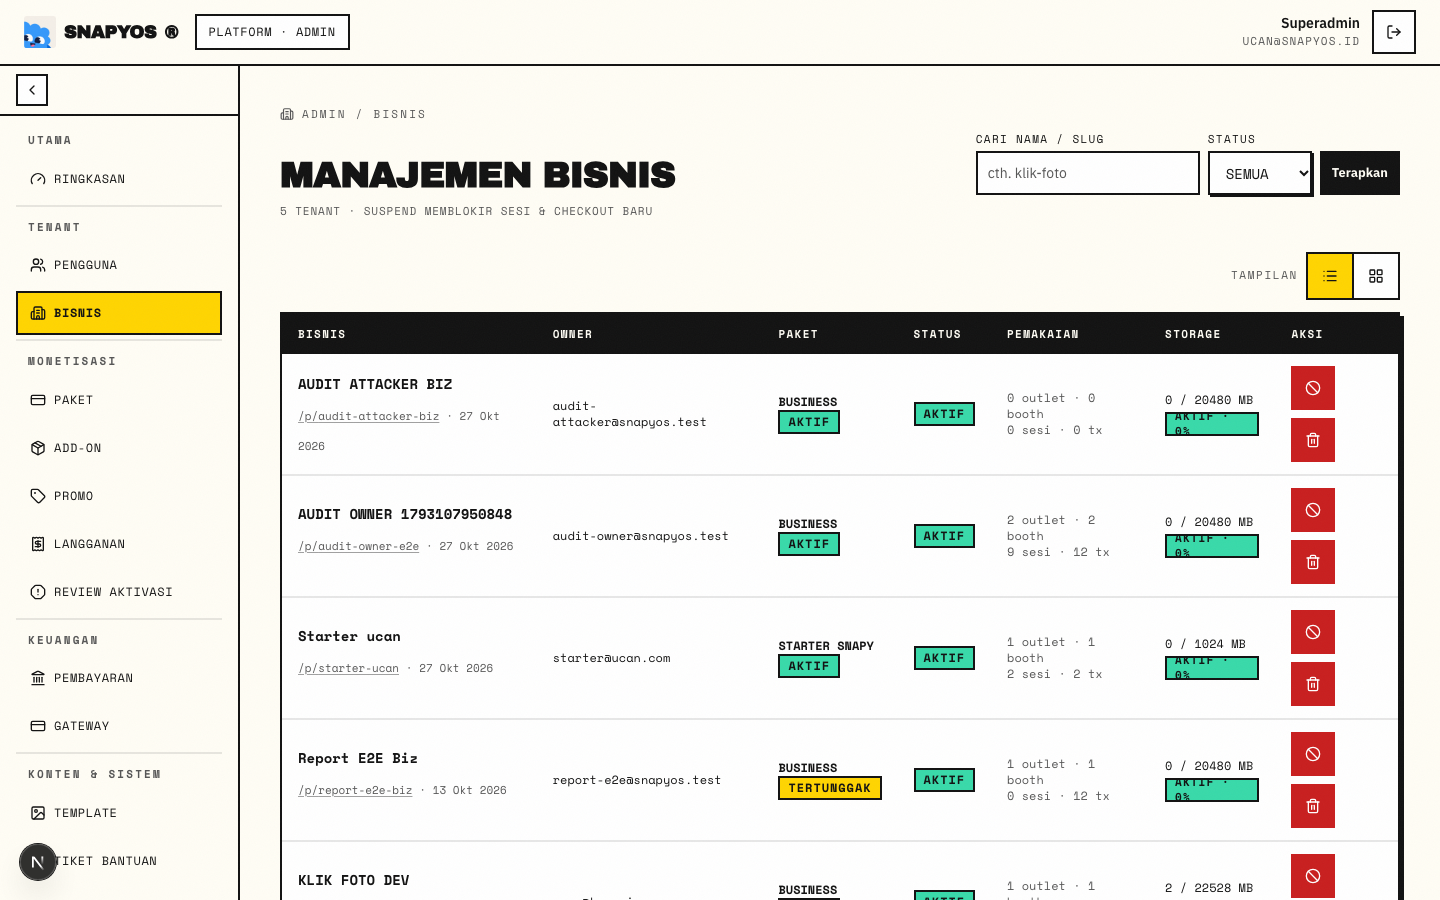 SNAPYOS ®
PLATFORM · ADMIN
Superadmin
UCAN@SNAPYOS.ID
UTAMA
RINGKASAN
TENANT
PENGGUNA
BISNIS
MONETISASI
PAKET
ADD-ON
PROMO
LANGGANAN
REVIEW AKTIVASI
KEUANGAN
PEMBAYARAN
GATEWAY
KONTEN & SISTEM
TEMPLATE
TIKET BANTUAN
N
ADMIN / BISNIS
MANAJEMEN BISNIS
5 TENANT · SUSPEND MEMBLOKIR SESI & CHECKOUT BARU
CARI NAMA / SLUG
cth. klik-foto
STATUS
SEMUA
Terapkan
TAMPILAN
BISNIS OWNER PAKET STATUS PEMAKAIAN STORAGE AKSI
AUDIT ATTACKER BIZ
/p/audit-attacker-biz · 27 Okt
2026
audit-
attacker@snapyos.test
BUSINESS
AKTIF
AKTIF
0 outlet · 0
booth
0 sesi · 0 tx
0 / 20480 MB
AKTIF ·
0%
AUDIT OWNER 1793107950848
/p/audit-owner-e2e · 27 Okt 2026
audit-owner@snapyos.test
BUSINESS
AKTIF
AKTIF
2 outlet · 2
booth
9 sesi · 12 tx
0 / 20480 MB
AKTIF ·
0%
Starter ucan
/p/starter-ucan · 27 Okt 2026
starter@ucan.com
STARTER SNAPY
AKTIF
AKTIF
1 outlet · 1
booth
2 sesi · 2 tx
0 / 1024 MB
AKTIF ·
0%
Report E2E Biz
/p/report-e2e-biz · 13 Okt 2026
report-e2e@snapyos.test
BUSINESS
TERTUNGGAK
AKTIF
1 outlet · 1
booth
0 sesi · 12 tx
0 / 20480 MB
AKTIF ·
0%
KLIK FOTO DEV
BUSINESS
1 outlet · 1
2 / 22528 MB